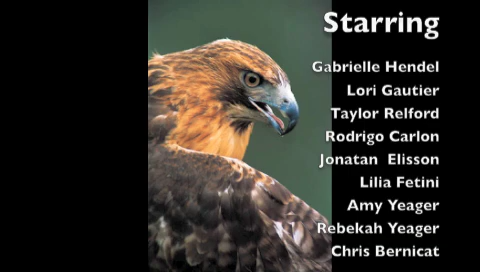 Starring
Gabrielle Hendel
Lori Gautier
Taylor Relford
Rodrigo Carlon
Jonatan  Elisson
Lilia Fetini
Amy Yeager
Rebekah Yeager
Chris Bernicat